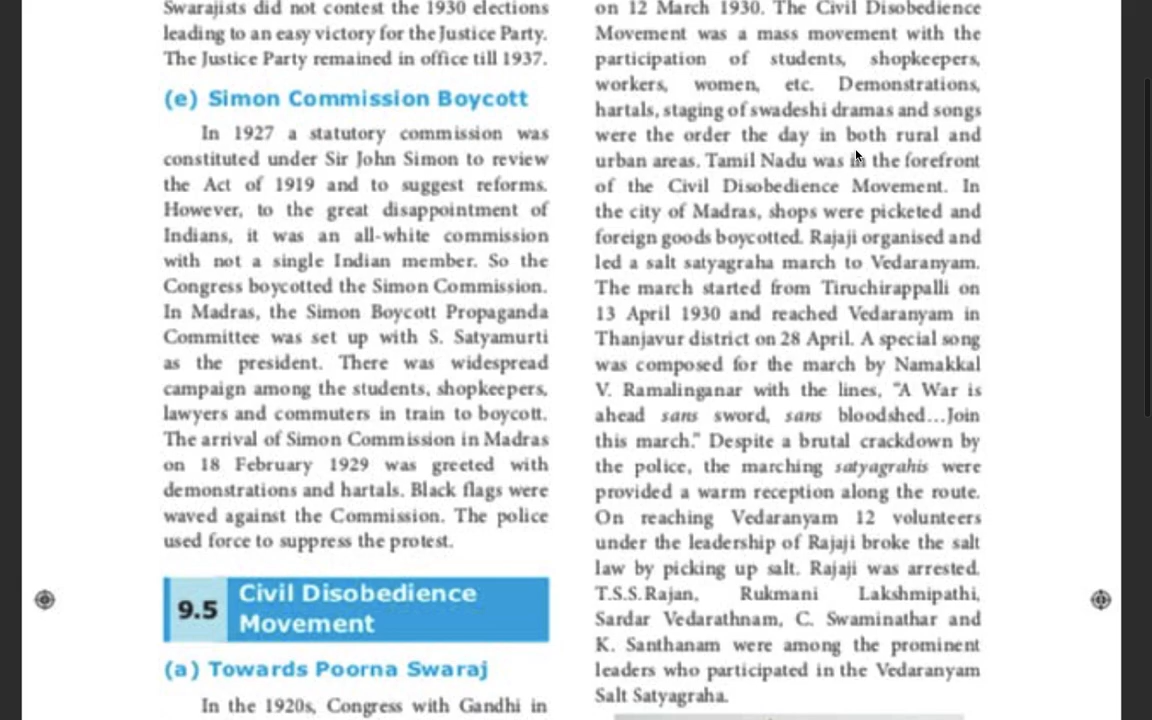 Swarajists did not contest the 1930 elections
leading to an easy victory for the Justice Party.
The Justice Party remained in office till 1937.
(e) Simon Commission Boycott
In 1927 a statutory commission was
constituted under Sir John Simon to review
the Act of 1919 and to suggest reforms.
However, to the great disappointment of
Indians, it was an all-white commission
with not a single Indian member. So the
Congress boycotted the Simon Commission.
In Madras, the Simon Boycott Propaganda
Committee was set up with S. Satyamurti
as the president. There was widespread
campaign among the students, shopkeepers,
lawyers and commuters in train to boycott.
The arrival of Simon Commission in Madras
on 18 February 1929 was greeted with
demonstrations and hartals. Black flags were
waved against the Commission. The police
used force to suppress the protest.
9.5 Civil Disobedience
Movement
(a) Towards Poorna Swaraj
In the 1920s, Congress with Gandhi in
on 12 March 1930. The Civil Disobedience
Movement was a mass movement with the
participation of students, shopkeepers,
workers, women, etc. Demonstrations,
hartals, staging of swadeshi dramas and songs
were the order the day in both rural and
urban areas. Tamil Nadu was in the forefront
of the Civil Disobedience Movement. In
the city of Madras, shops were picketed and
foreign goods boycotted. Rajaji organised and
led a salt satyagraha march to Vedaranyam.
The march started from Tiruchirappalli on
13 April 1930 and reached Vedaranyam in
Thanjavur district on 28 April. A special song
was composed for the march by Namakkal
V. Ramalinganar with the lines, "A War is
ahead sans sword, sans bloodshed...Join
this march." Despite a brutal crackdown by
the police, the marching satyagrahis were
provided a warm reception along the route.
On reaching Vedaranyam 12 volunteers
under the leadership of Rajaji broke the salt
law by picking up salt. Rajaji was arrested.
T.S.S.Rajan, Rukmani Lakshmipathi,
Sardar Vedarathnam, C. Swaminathar and
K. Santhanam were among the prominent
leaders who participated in the Vedaranyam
Salt Satyagraha.